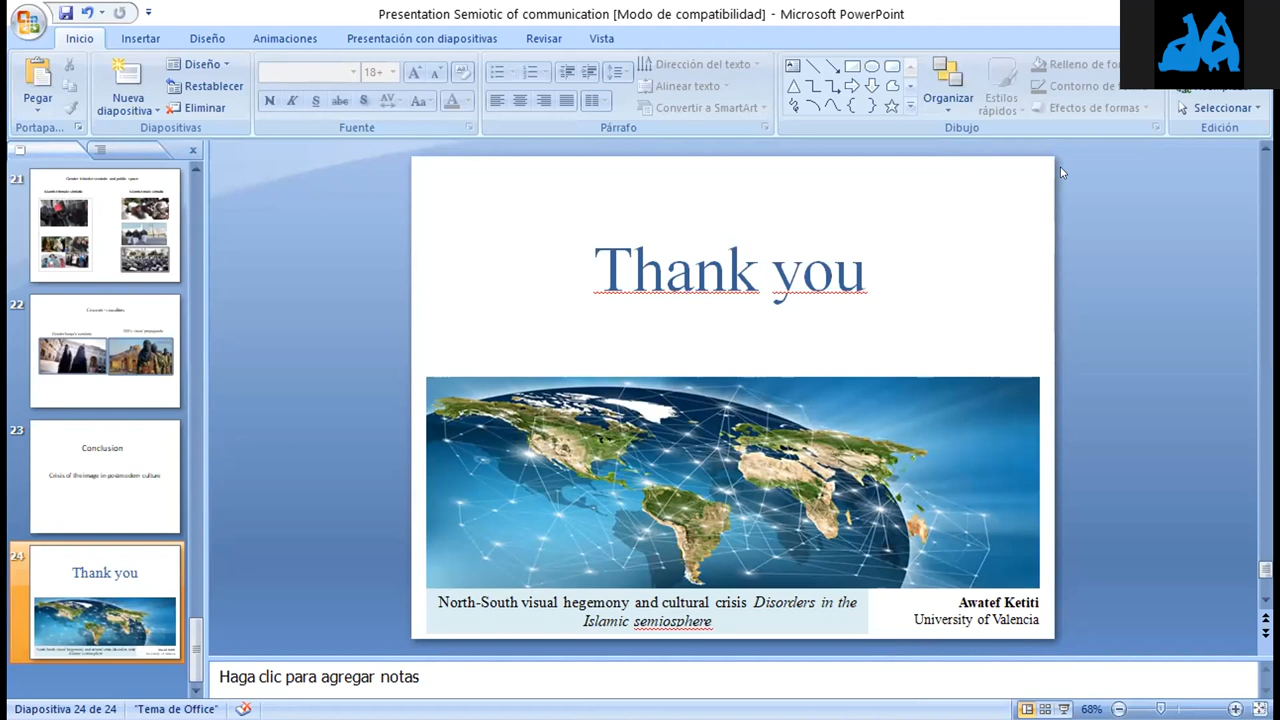 Presentation Semiotic of communication [Modo de compatibilidad] - Microsoft PowerPoint
Inicio Insertar Diseño Animaciones Presentación con diapositivas Revisar Vista
Pegar
Portapa...
Nueva diapositiva
Diseño
Restablecer
Eliminar
Diapositivas
18+
N K S abc S AV Aa A
Fuente
Dirección del texto
Alinear texto
Convertir a SmartArt
Párrafo
Organizar
Estilos rápidos
Relleno de fo
Contorno de fo
Efectos de formas
Dibujo
Seleccionar
Edición
21
22
23
Conclusion
Crisis of the image in postmodern culture
24
Thank you
Thank you
North-South visual hegemony and cultural crisis Disorders in the
Islamic semiosphere
Awatef Ketiti
University of Valencia
Haga clic para agregar notas
Diapositiva 24 de 24 "Tema de Office" 68%